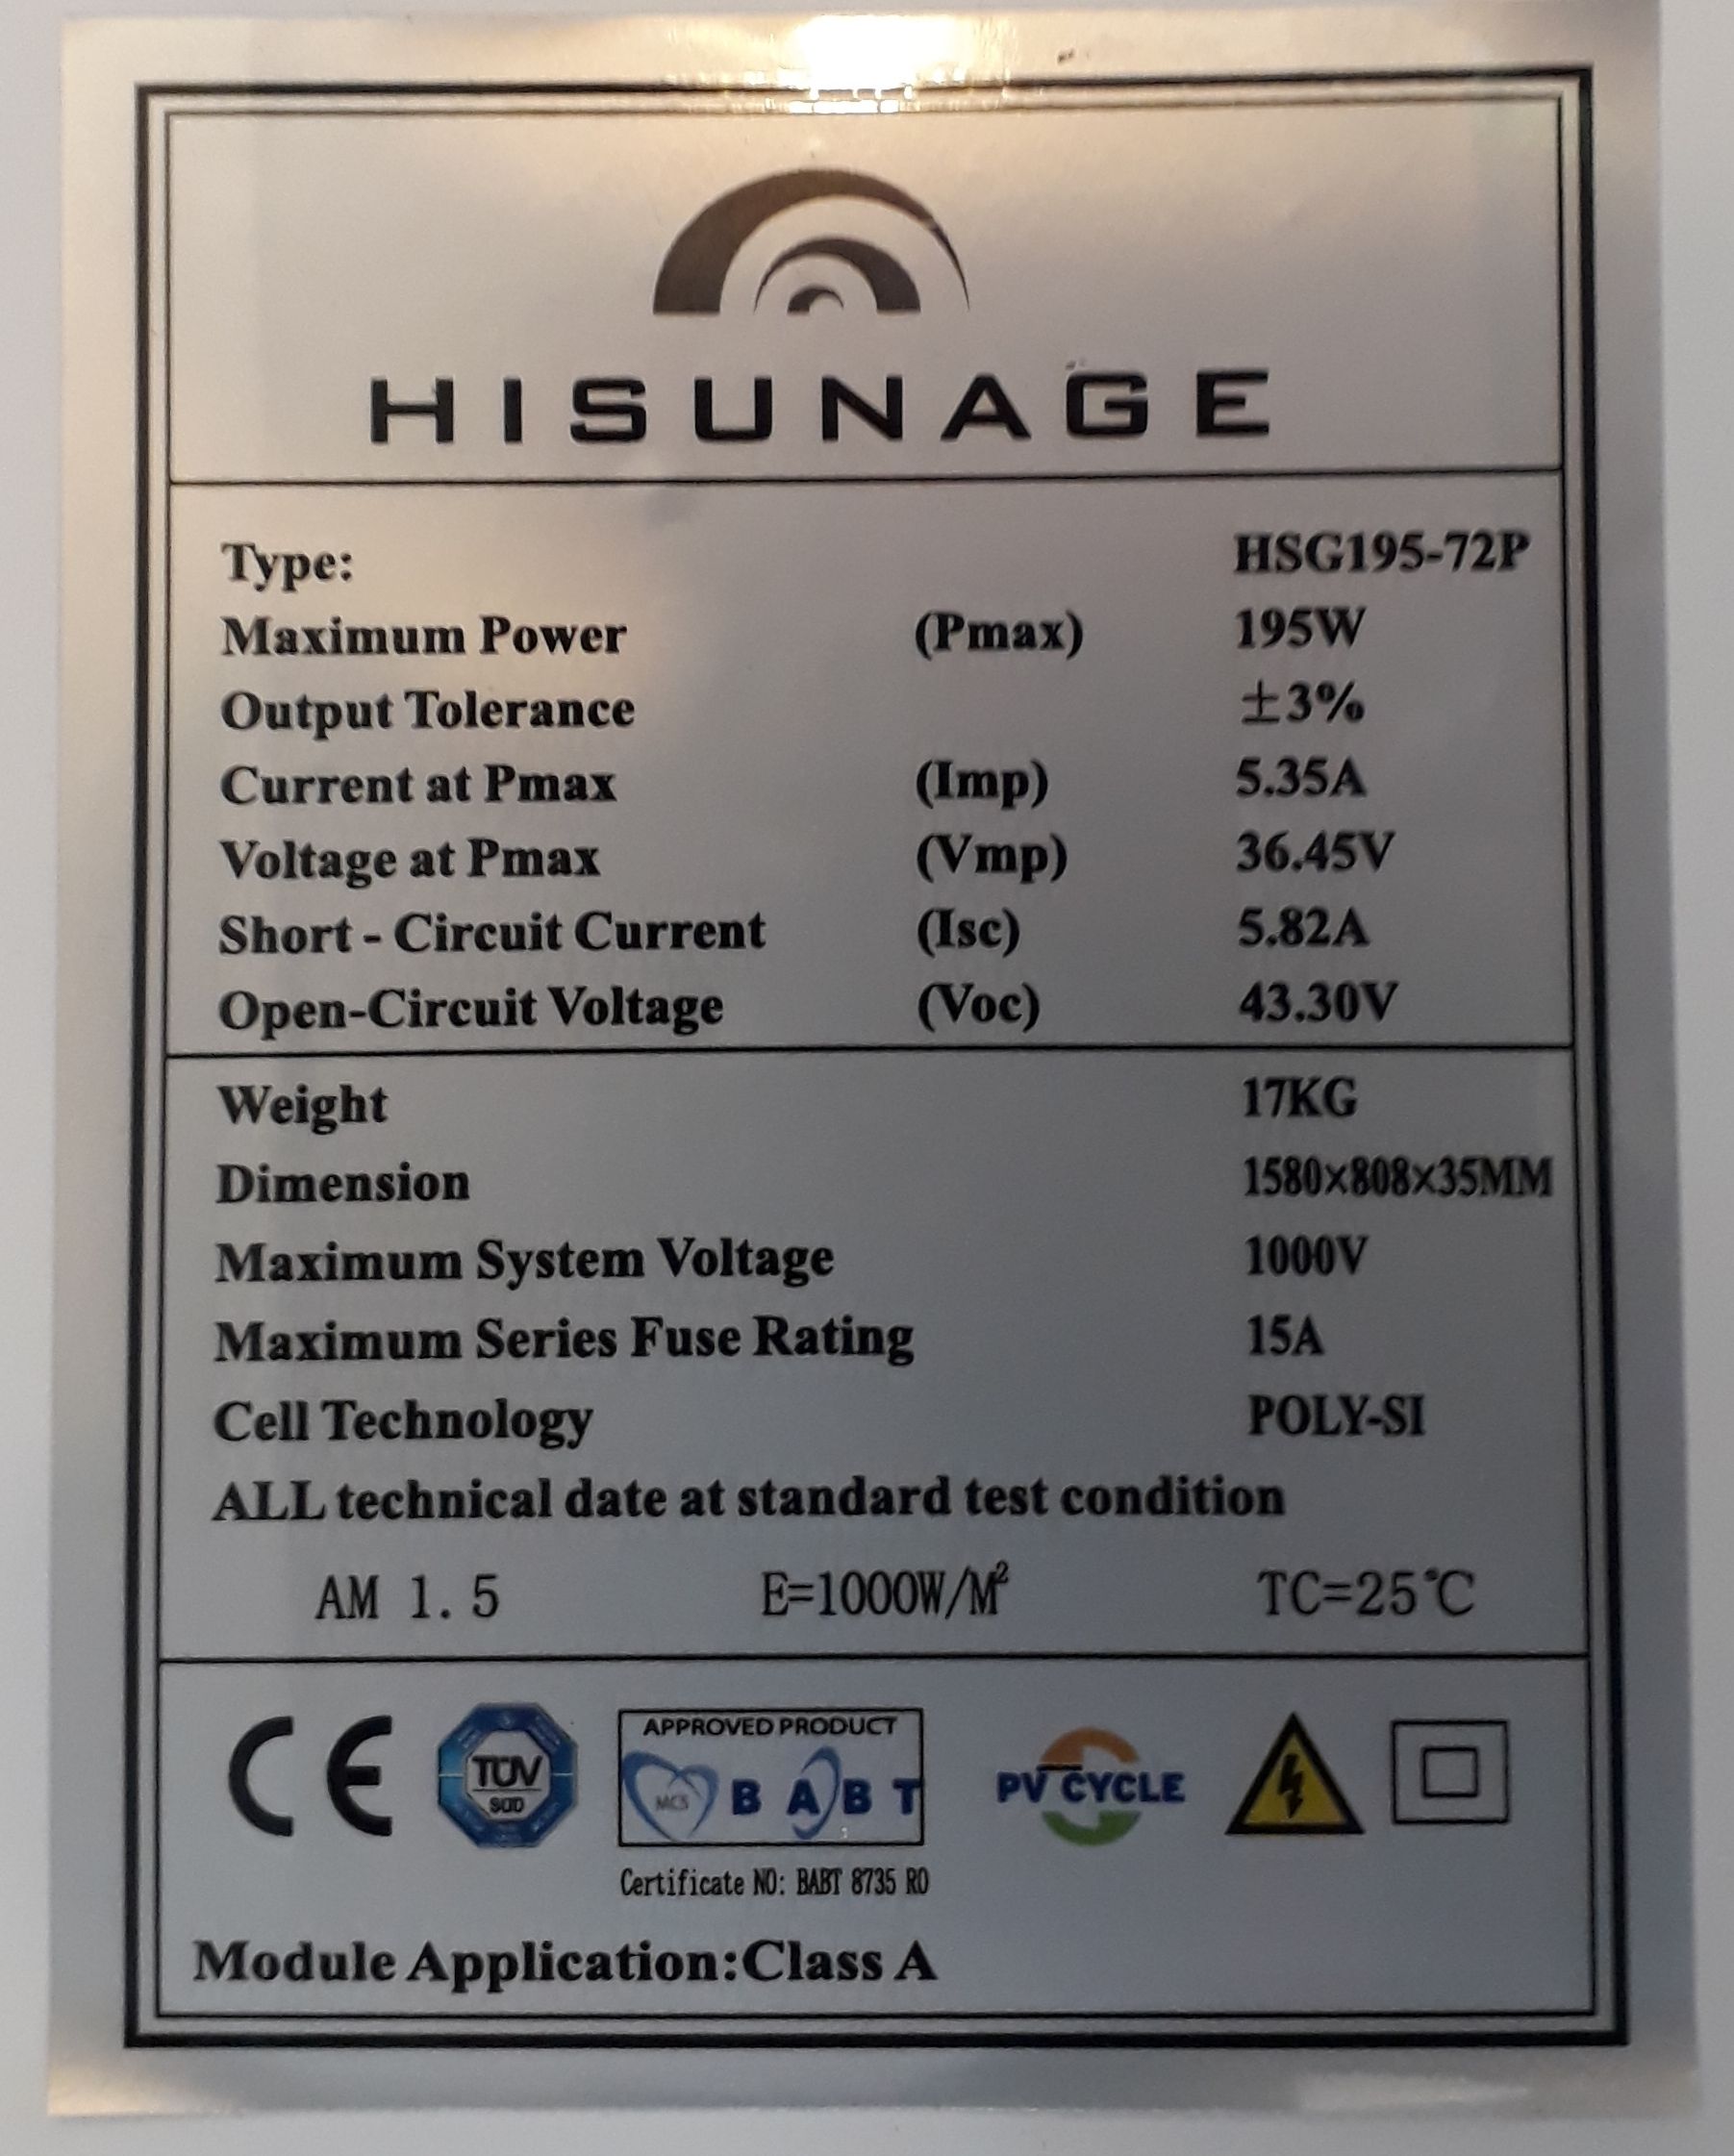 HISUNAGE
Type: HSG195-72P
Maximum Power (Pmax) 195W
Output Tolerance ±3%
Current at Pmax (Imp) 5.35A
Voltage at Pmax (Vmp) 36.45V
Short - Circuit Current (Isc) 5.82A
Open-Circuit Voltage (Voc) 43.30V
Weight 17KG
Dimension 1580×808×35MM
Maximum System Voltage 1000V
Maximum Series Fuse Rating 15A
Cell Technology POLY-SI
ALL technical date at standard test condition
AM 1.5 E=1000W/M² TC=25℃
CE
TÜV
SÜD
APPROVED PRODUCT
MCS BABT
PV CYCLE
Certificate NO: BABT 8735 R0
Module Application:Class A